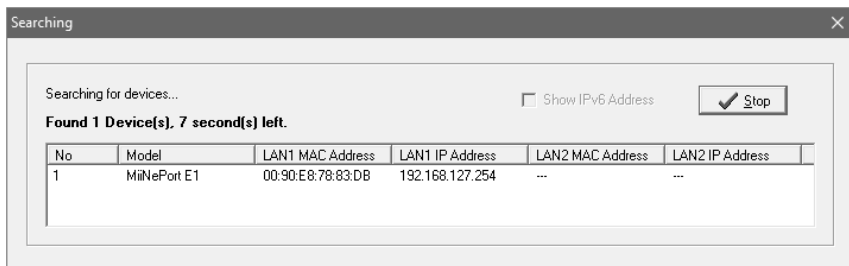 Searching
Searching for devices...
Show IPv6 Address
Stop
Found 1 Device(s), 7 second(s) left.
No Model LAN1 MAC Address LAN1 IP Address LAN2 MAC Address LAN2 IP Address
1 MiiNePort E1 00:90:E8:78:83:DB 192.168.127.254 --- ---